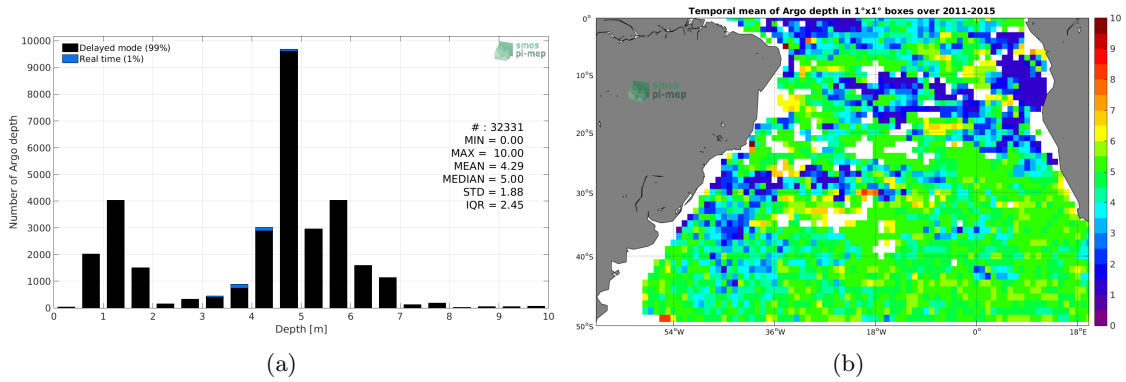 Delayed mode (99%)
Real time (1%)
smos
pi-mep
# : 32331
MIN = 0.00
MAX = 10.00
MEAN = 4.29
MEDIAN = 5.00
STD = 1.88
IQR = 2.45
Number of Argo depth
10000
9000
8000
7000
6000
5000
4000
3000
2000
1000
0
0 1 2 3 4 5 6 7 8 9 10
Depth [m]
(a)
Temporal mean of Argo depth in 1°x1° boxes over 2011-2015
smos
pi-mep
0°
10°S
20°S
30°S
40°S
50°S
54°W 36°W 18°W 0° 18°E
10
9
8
7
6
5
4
3
2
1
0
(b)